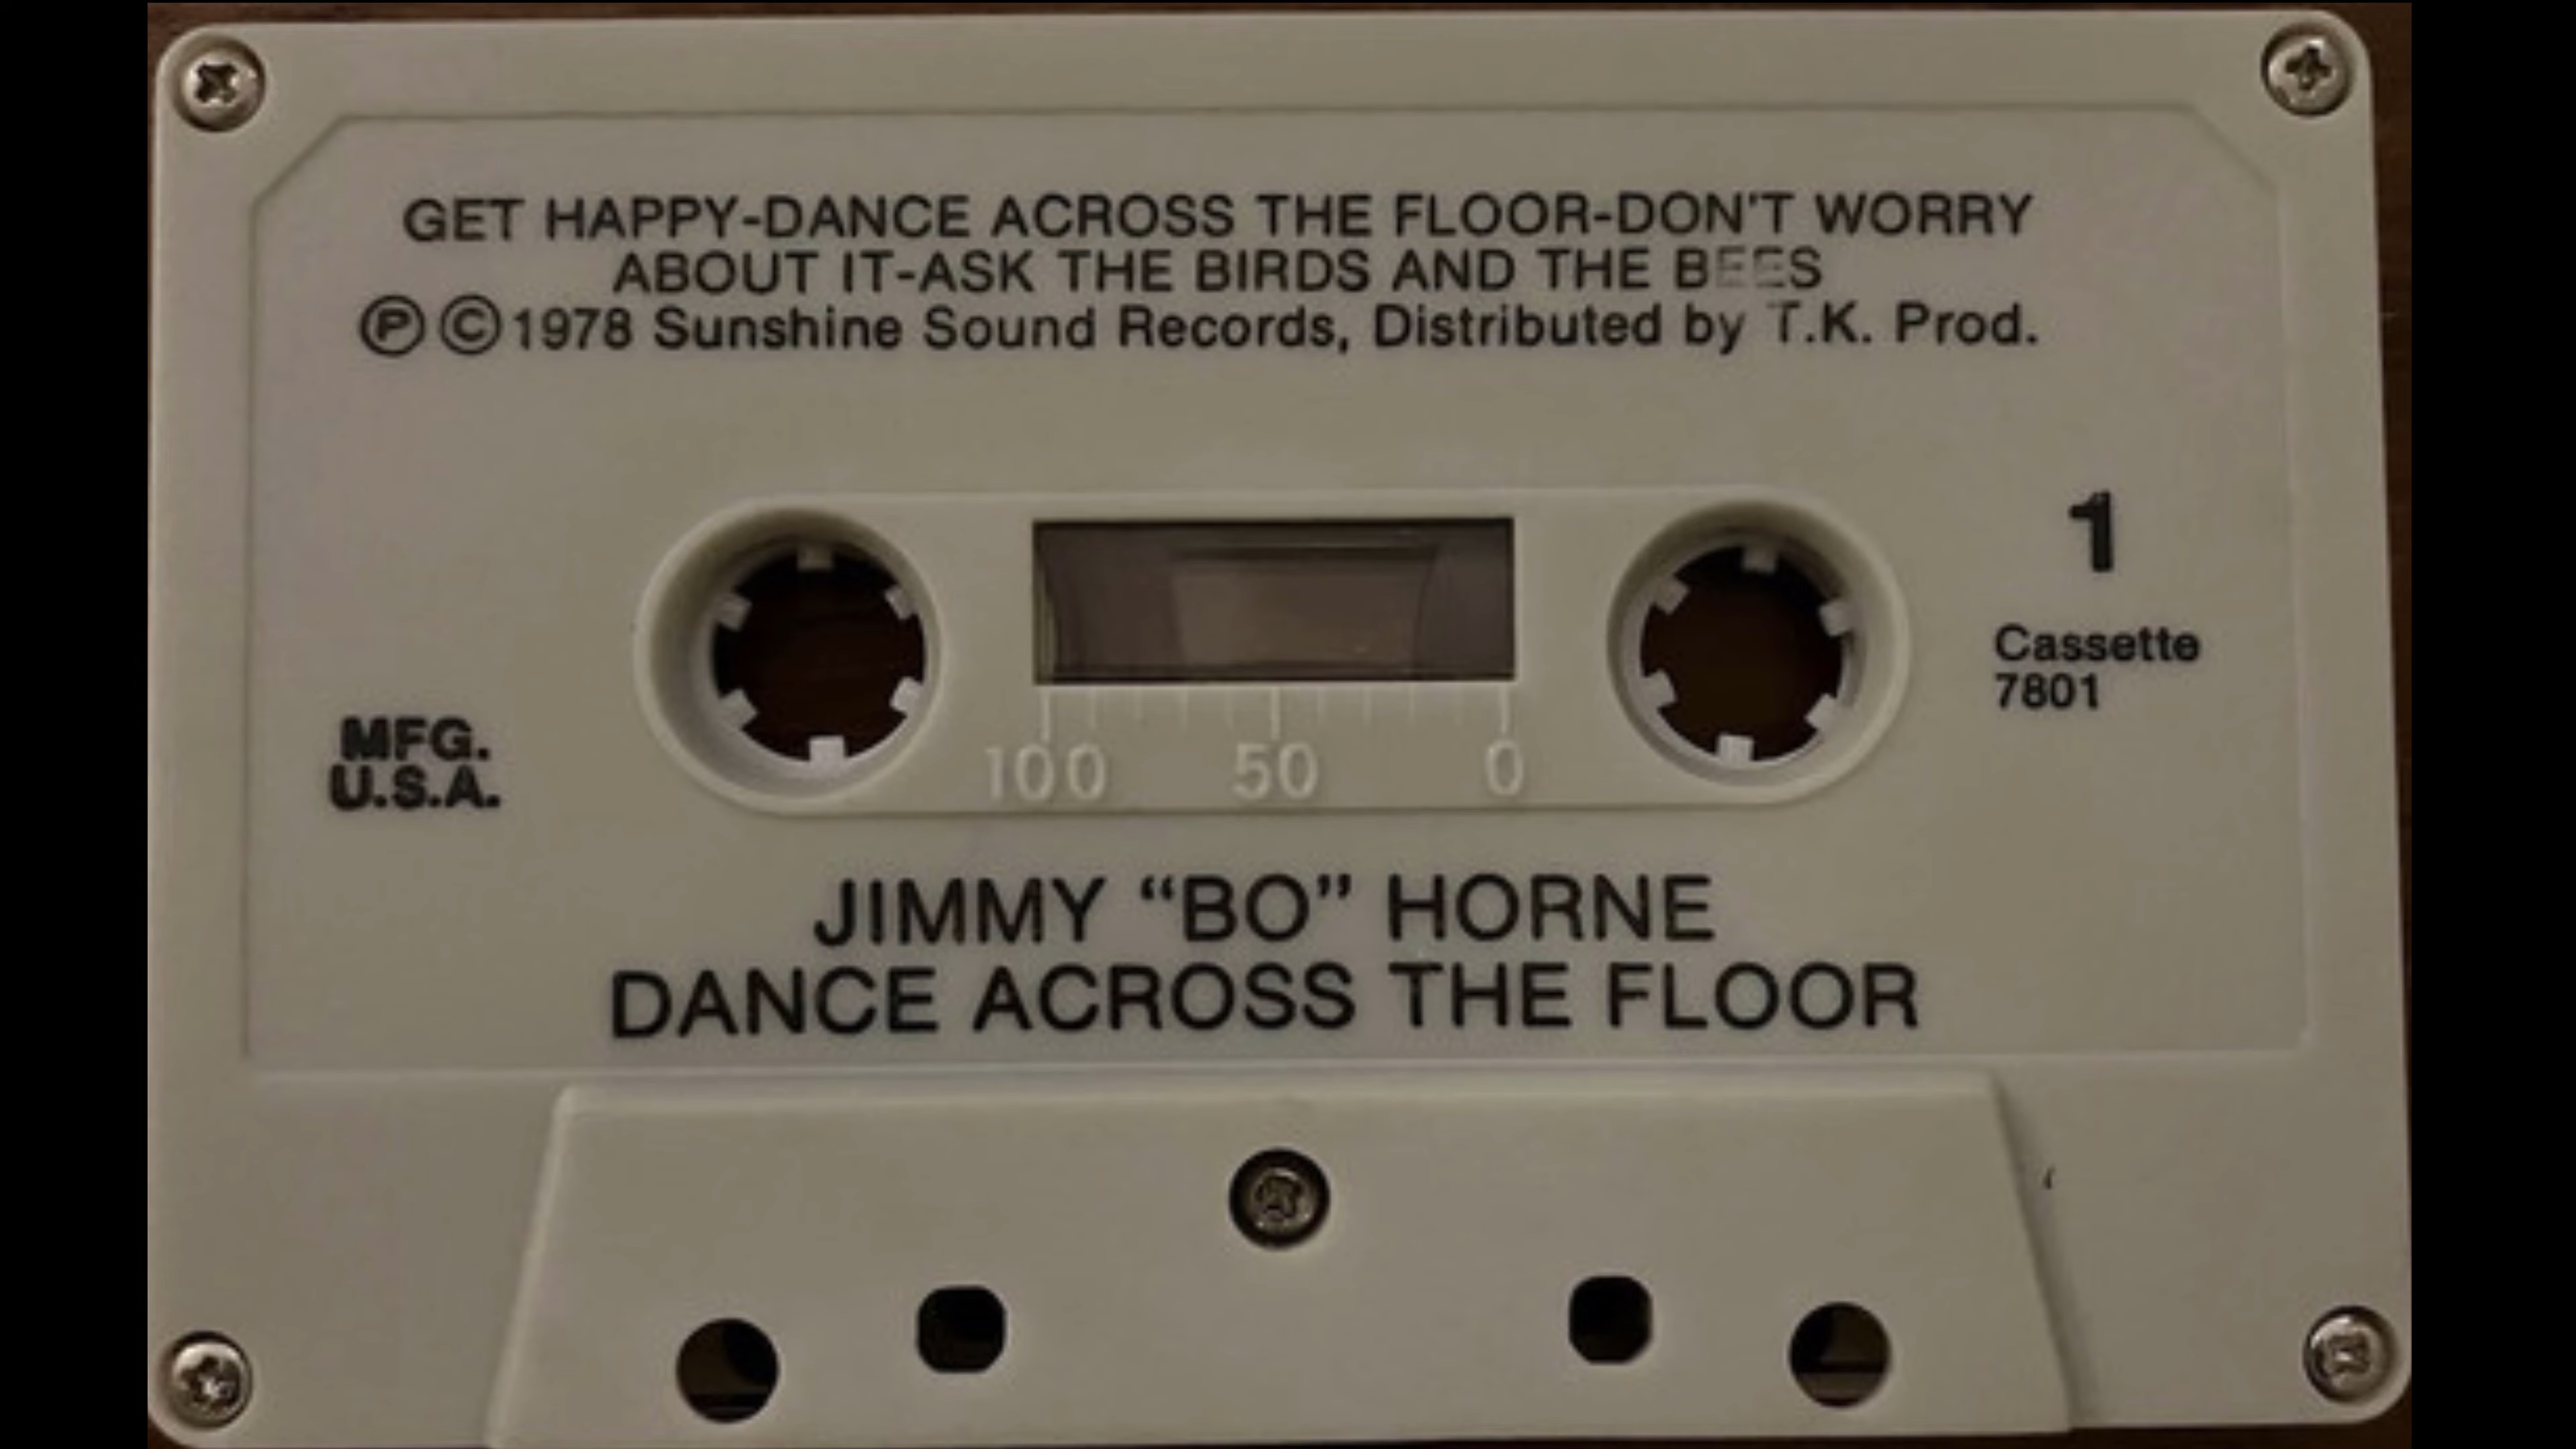 GET HAPPY-DANCE ACROSS THE FLOOR-DON'T WORRY
ABOUT IT-ASK THE BIRDS AND THE BEES
Ⓟ©1978 Sunshine Sound Records, Distributed by T.K. Prod.
1
Cassette
7801
MFG.
U.S.A.
100 50 0
JIMMY “BO” HORNE
DANCE ACROSS THE FLOOR